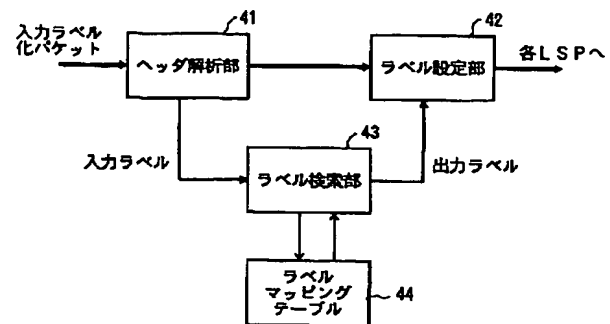 入力ラベル
化パケット
41
ヘッダ解析部
42
ラベル設定部
各LSPへ
入力ラベル
43
ラベル検索部
出力ラベル
ラベル
マッピング
テーブル
44